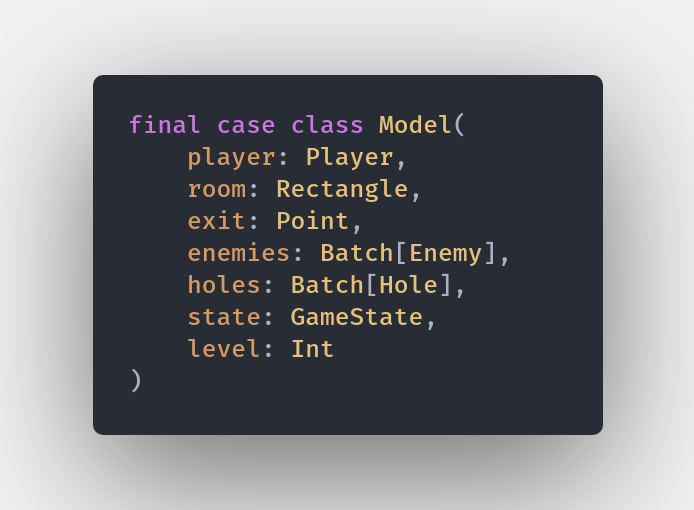 final case class Model(
    player: Player,
    room: Rectangle,
    exit: Point,
    enemies: Batch[Enemy],
    holes: Batch[Hole],
    state: GameState,
    level: Int
)